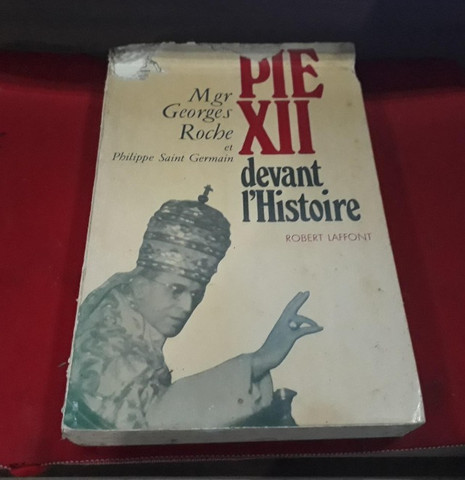 Mgr
Georges
Roche
et
Philippe Saint Germain
PIE
XII
devant
l'Histoire
ROBERT LAFFONT